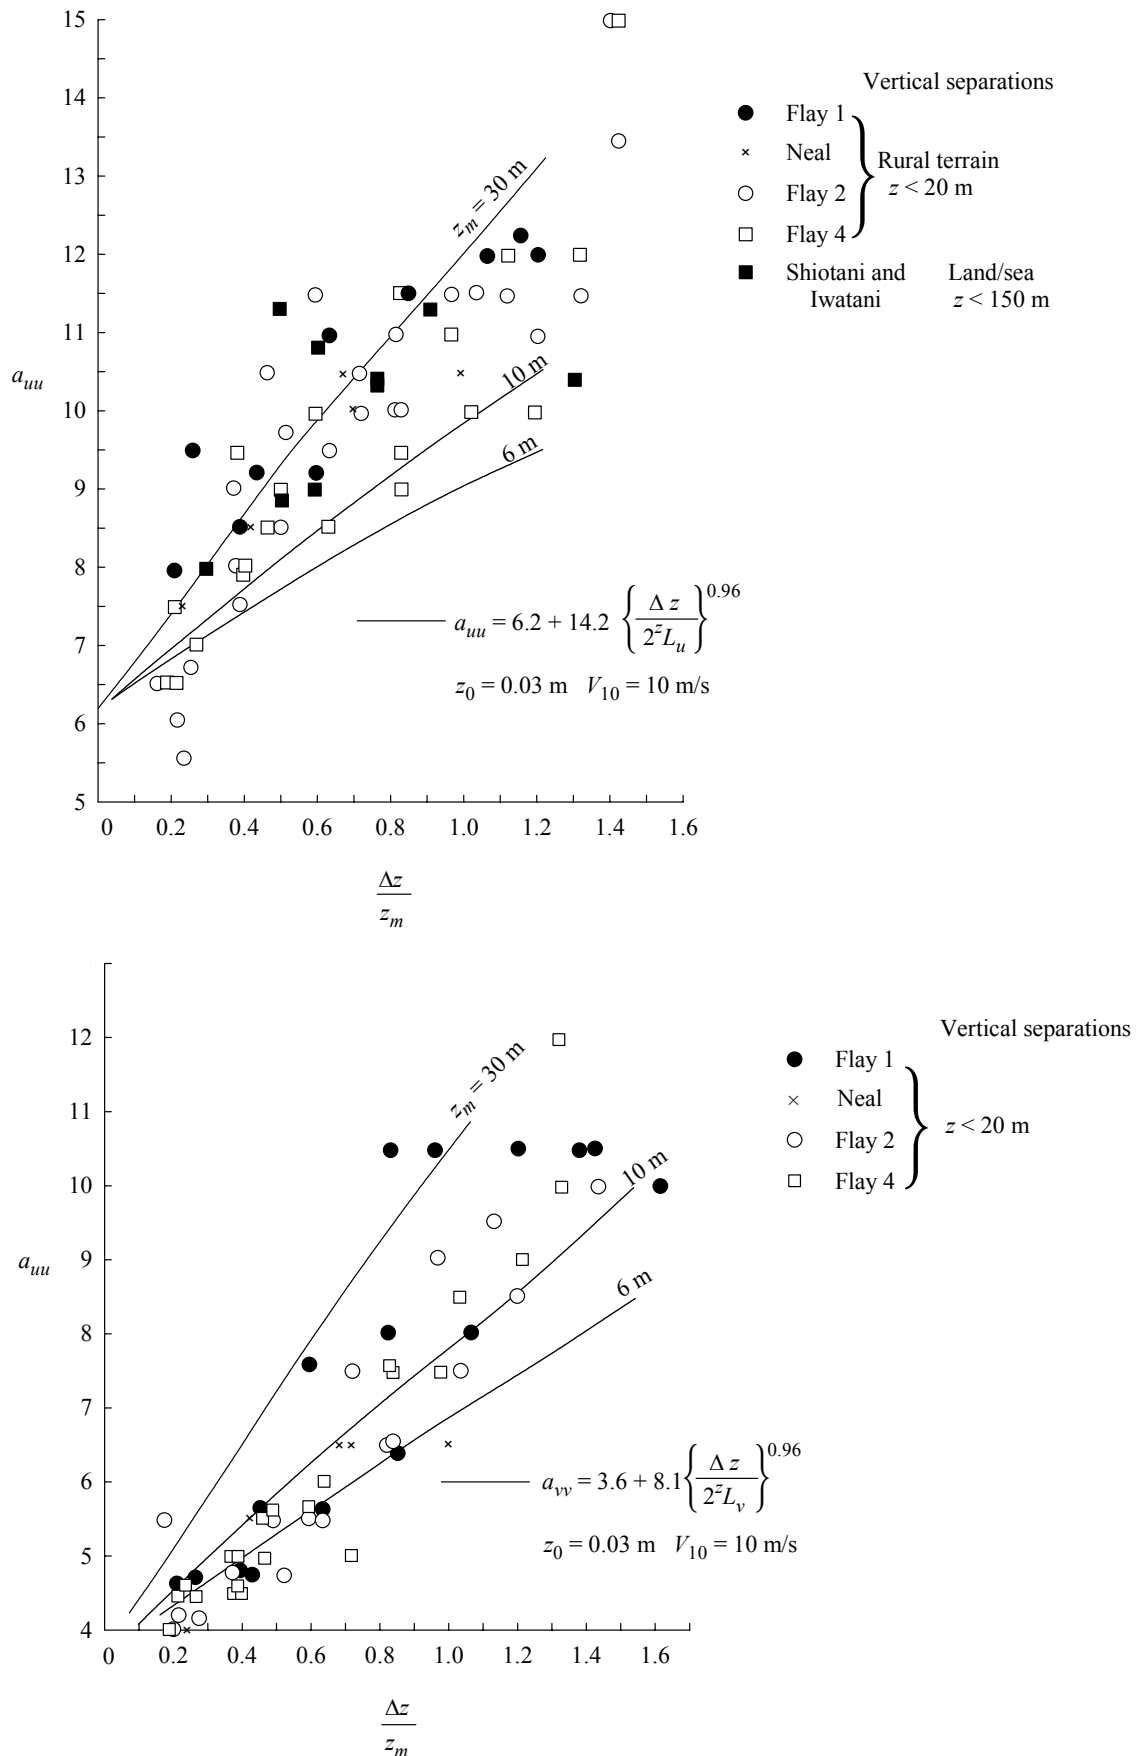 15
14
13
12
11
10
9
8
7
6
5
a_uu
0 0.2 0.4 0.6 0.8 1.0 1.2 1.4 1.6
Δz
z_m
z_m = 30 m
10 m
6 m
Vertical separations
Flay 1
Neal
Flay 2
Flay 4
Rural terrain
z < 20 m
Shiotani and Land/sea
Iwatani z < 150 m
a_uu = 6.2 + 14.2 {Δ z / 2^z L_u}^0.96
z_0 = 0.03 m V_10 = 10 m/s
12
11
10
9
8
7
6
5
4
a_uu
0 0.2 0.4 0.6 0.8 1.0 1.2 1.4 1.6
Δz
z_m
z_m = 30 m
10 m
6 m
Vertical separations
Flay 1
Neal
Flay 2
Flay 4
z < 20 m
a_vv = 3.6 + 8.1 {Δ z / 2^z L_v}^0.96
z_0 = 0.03 m V_10 = 10 m/s